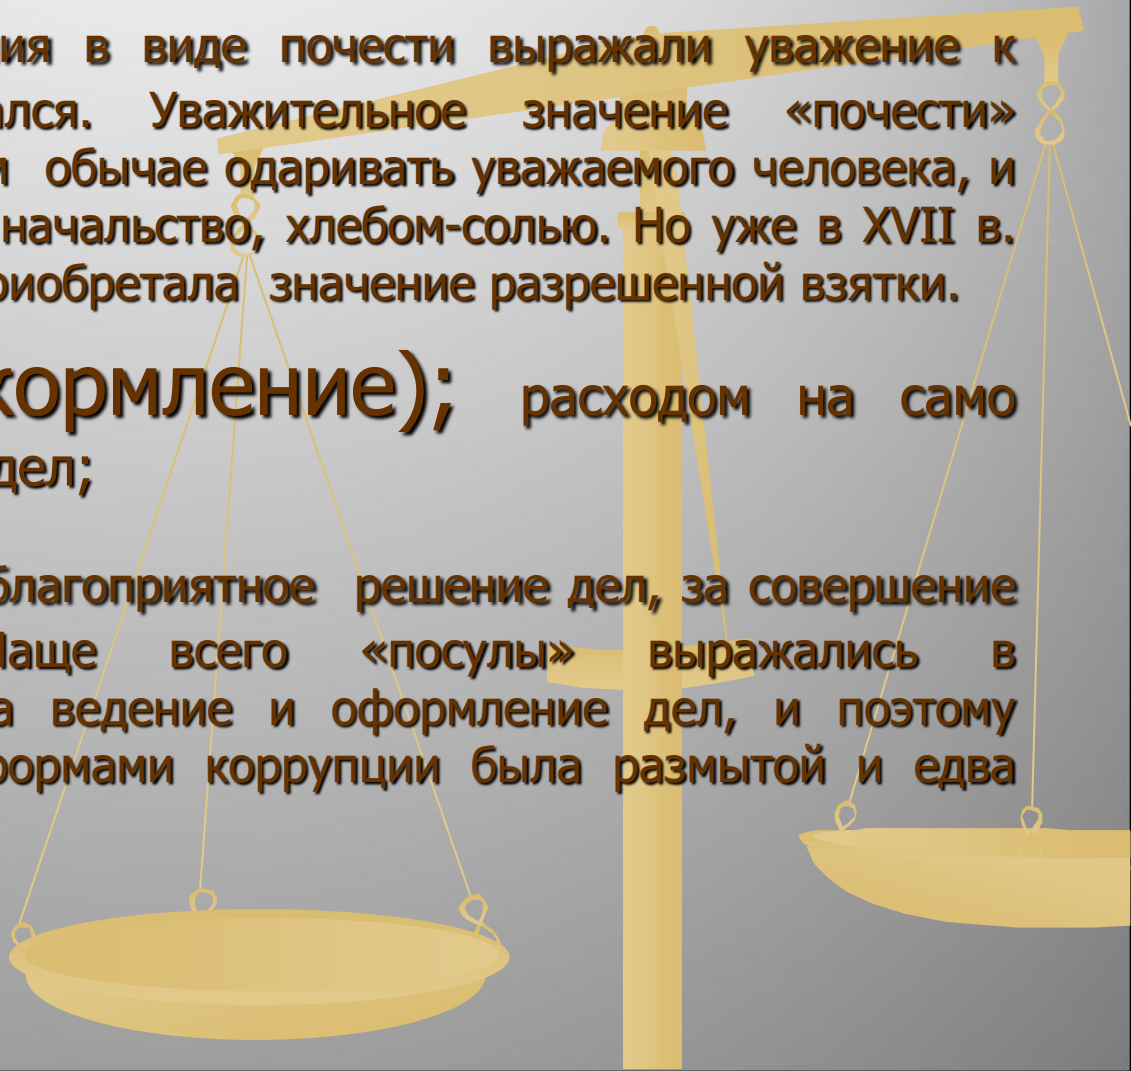 ия в виде почести выражали уважение к
ался. Уважительное значение «почести»
и обычае одаривать уважаемого человека, и
начальство, хлебом-солью. Но уже в XVII в.
риобретала значение разрешенной взятки.
кормление); расходом на само
дел;
благоприятное решение дел, за совершение
Чаще всего «посулы» выражались в
а ведение и оформление дел, и поэтому
формами коррупции была размытой и едва